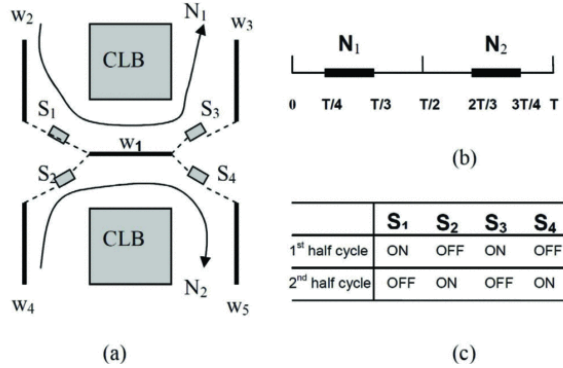 w₂ N₁ w₃
CLB
S₁ S₃
w₁
S₂ S₄
CLB
w₄ N₂ w₅
(a)
N₁ N₂
0 T/4 T/3 T/2 2T/3 3T/4 T
(b)
S₁ S₂ S₃ S₄
1st half cycle ON OFF ON OFF
2nd half cycle OFF ON OFF ON
(c)